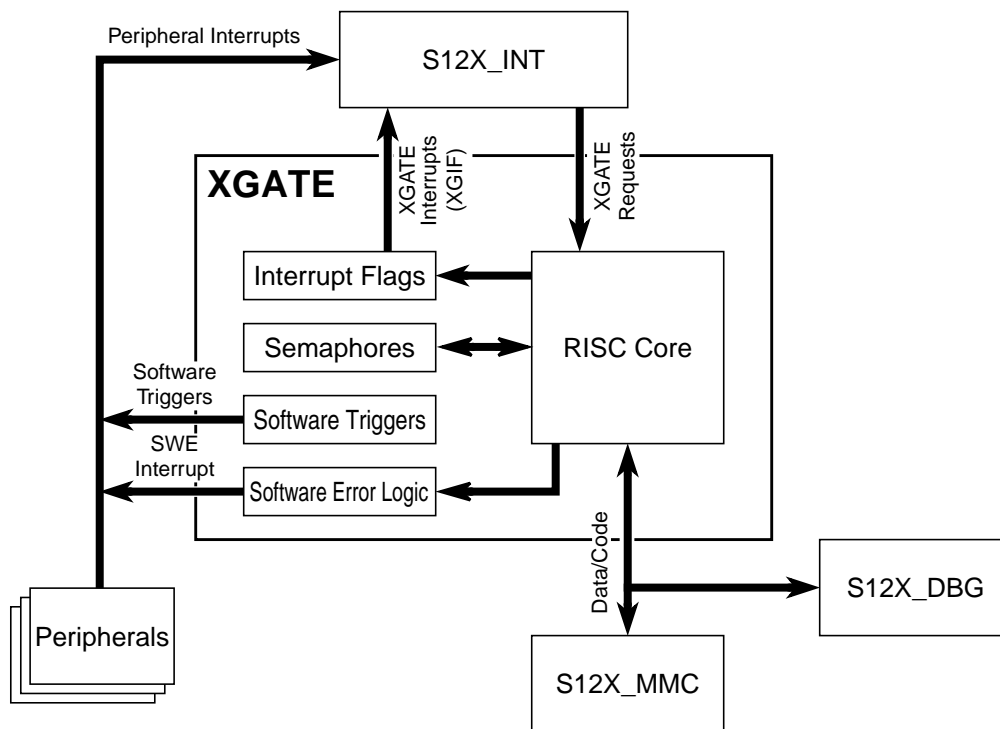 Peripheral Interrupts
S12X_INT
XGATE
XGATE
Interrupts
(XGIF)
XGATE
Requests
Interrupt Flags
Semaphores
RISC Core
Software
Triggers
Software Triggers
SWE
Interrupt
Software Error Logic
Data/Code
S12X_DBG
Peripherals
S12X_MMC